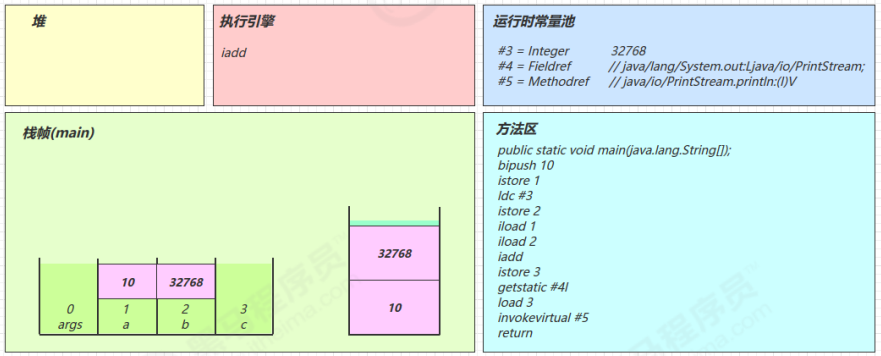 堆
执行引擎
iadd
运行时常量池
#3 = Integer 32768
#4 = Fieldref // java/lang/System.out:Ljava/io/PrintStream;
#5 = Methodref // java/io/PrintStream.println:(I)V
栈帧(main)
10 32768
0 1 2 3
args a b c
32768
10
方法区
public static void main(java.lang.String[]);
bipush 10
istore 1
ldc #3
istore 2
iload 1
iload 2
iadd
istore 3
getstatic #4l
load 3
invokevirtual #5
return